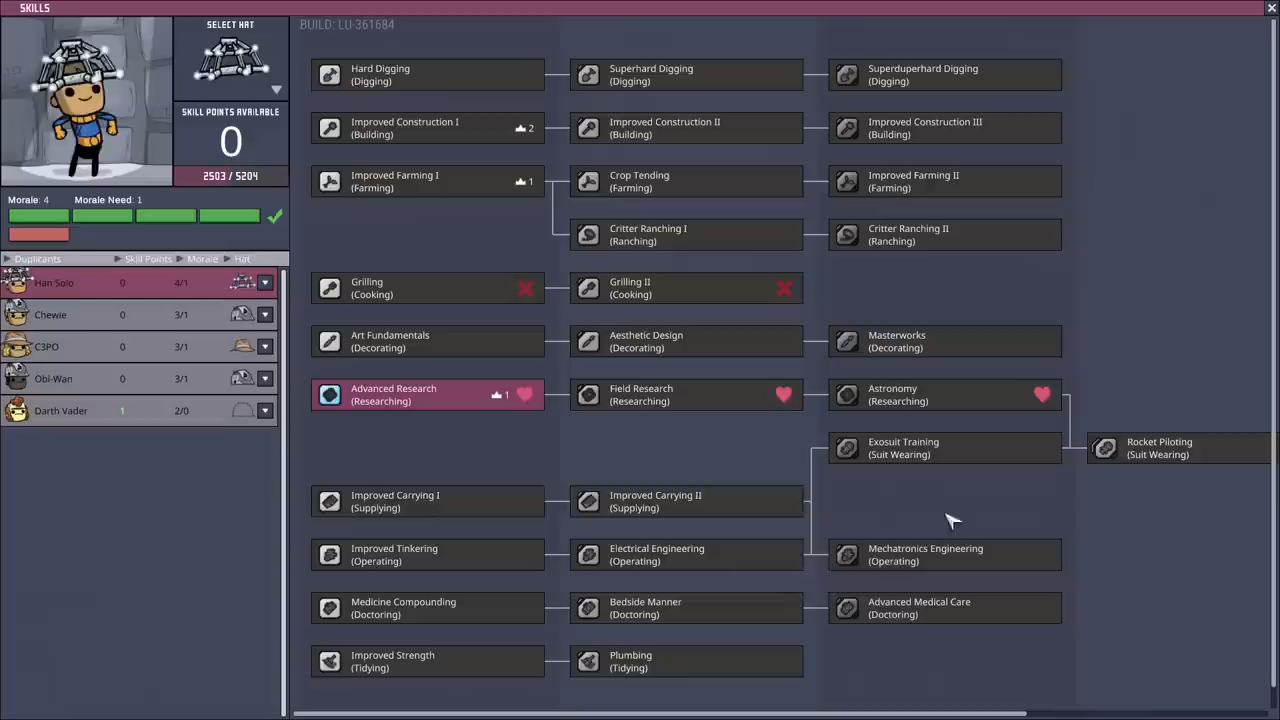 SKILLS
BUILD: LU-361684
SELECT HAT
SKILL POINTS AVAILABLE
0
2503 / 5204
Morale: 4 Morale Need: 1
Duplicants Skill Points Morale Hat
Han Solo 0 4/1
Chewie 0 3/1
C3PO 0 3/1
Obi-Wan 0 3/1
Darth Vader 1 2/0
Hard Digging
(Digging)
Superhard Digging
(Digging)
Superduperhard Digging
(Digging)
Improved Construction I
(Building)
2
Improved Construction II
(Building)
Improved Construction III
(Building)
Improved Farming I
(Farming)
1
Crop Tending
(Farming)
Improved Farming II
(Farming)
Critter Ranching I
(Ranching)
Critter Ranching II
(Ranching)
Grilling
(Cooking)
Grilling II
(Cooking)
Art Fundamentals
(Decorating)
Aesthetic Design
(Decorating)
Masterworks
(Decorating)
Advanced Research
(Researching)
1
Field Research
(Researching)
Astronomy
(Researching)
Exosuit Training
(Suit Wearing)
Rocket Piloting
(Suit Wearing)
Improved Carrying I
(Supplying)
Improved Carrying II
(Supplying)
Improved Tinkering
(Operating)
Electrical Engineering
(Operating)
Mechatronics Engineering
(Operating)
Medicine Compounding
(Doctoring)
Bedside Manner
(Doctoring)
Advanced Medical Care
(Doctoring)
Improved Strength
(Tidying)
Plumbing
(Tidying)